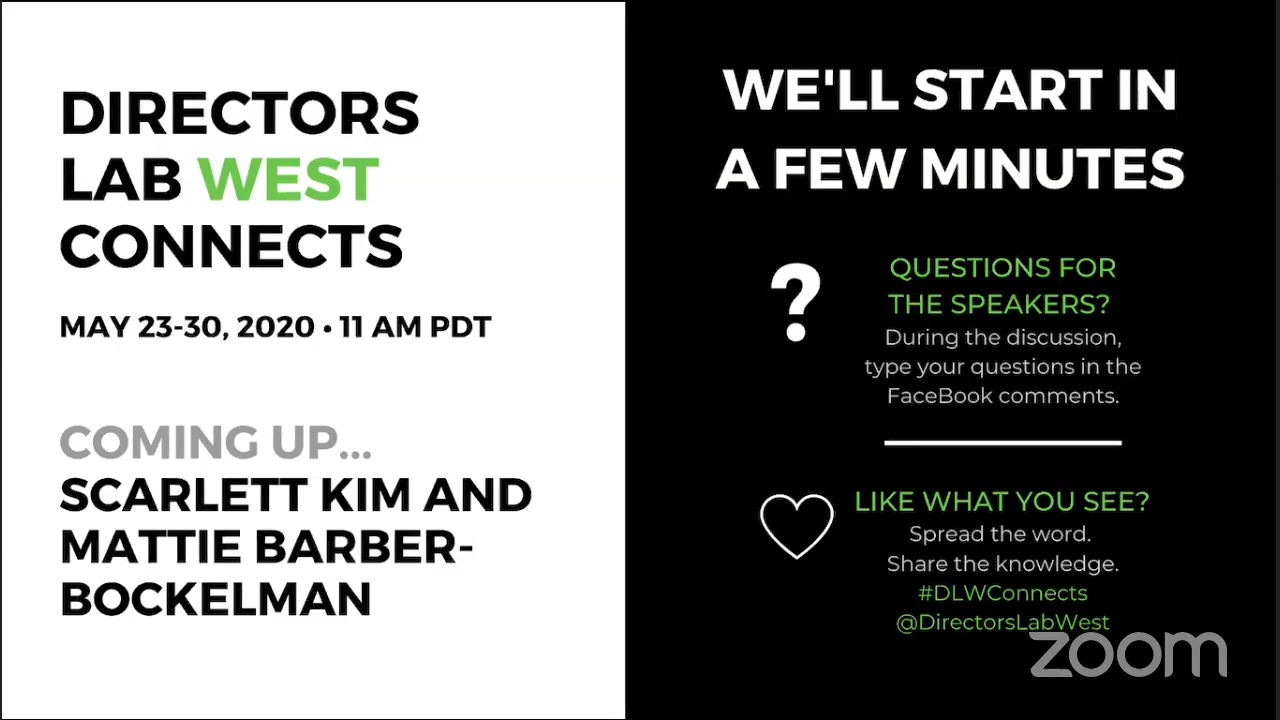 DIRECTORS
LAB WEST
CONNECTS
MAY 23-30, 2020 • 11 AM PDT
COMING UP...
SCARLETT KIM AND
MATTIE BARBER-
BOCKELMAN
WE'LL START IN
A FEW MINUTES
?
QUESTIONS FOR
THE SPEAKERS?
During the discussion,
type your questions in the
FaceBook comments.
LIKE WHAT YOU SEE?
Spread the word.
Share the knowledge.
#DLWConnects
@DirectorsLabWest
zoom